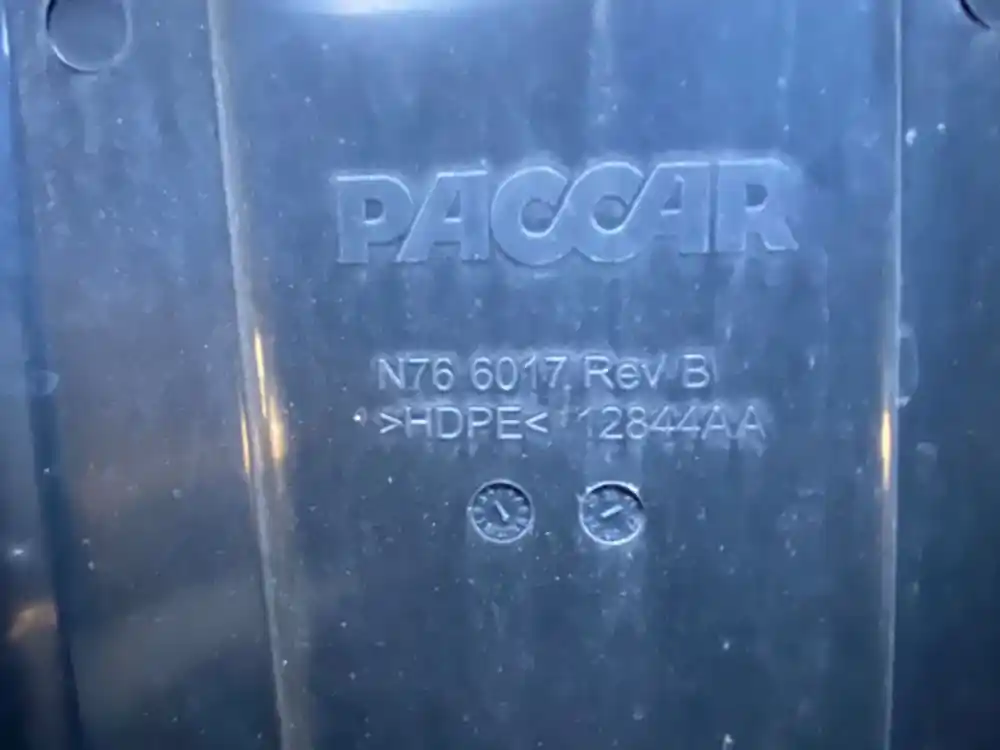 PACCAR
N76 6017 Rev B
>HDPE< 12844AA